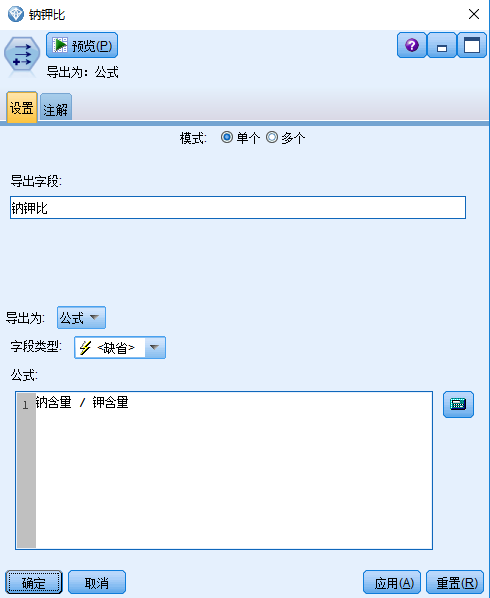 钠钾比
预览(P)
导出为：公式
设置 注解
模式: 单个 多个
导出字段:
钠钾比
导出为: 公式
字段类型: <缺省>
公式:
1 钠含量 / 钾含量
确定 取消 应用(A) 重置(R)